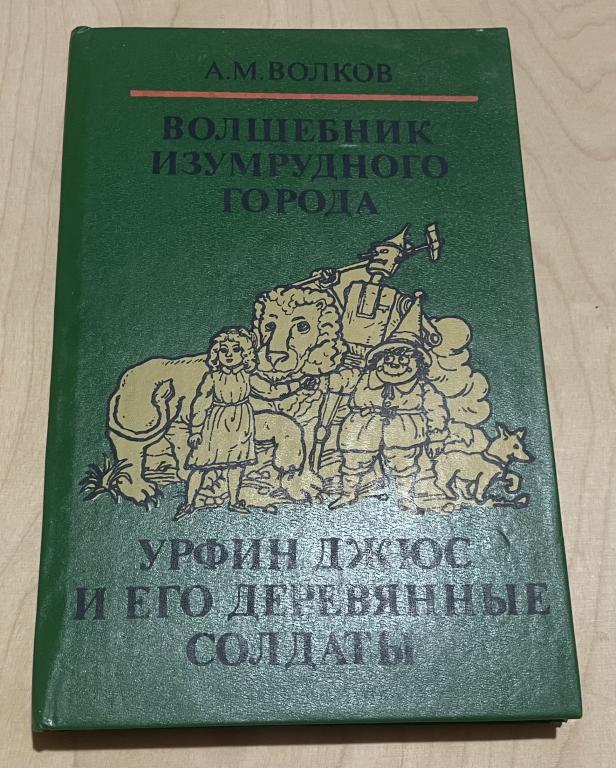 А.М.ВОЛКОВ
ВОЛШЕБНИК
ИЗУМРУДНОГО
ГОРОДА
УРФИН ДЖЮС
И ЕГО ДЕРЕВЯННЫЕ
СОЛДАТЫ